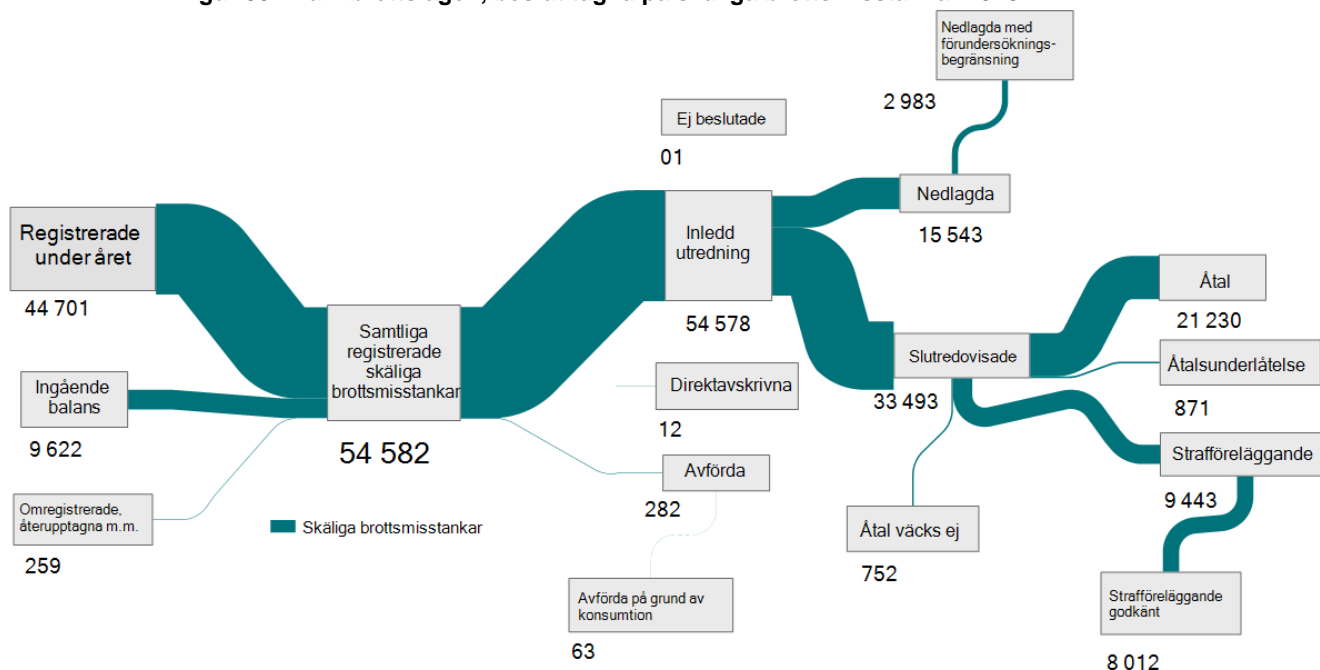 Nedlagda med
förundersöknings-
begränsning
2 983
Ej beslutade
01
Nedlagda
15 543
Registrerade
under året
44 701
Inledd
utredning
54 578
Åtal
21 230
Samtliga
registrerade
skäliga
brottsmisstankar
54 582
Slutredovisade
33 493
Åtalsunderlåtelse
871
Ingående
balans
9 622
Direktavskrivna
12
Strafföreläggande
9 443
Avförda
282
Omregistrerade,
återupptagna m.m.
259
Skäliga brottsmisstankar
Åtal väcks ej
752
Avförda på grund av
konsumtion
63
Strafföreläggande
godkänt
8 012